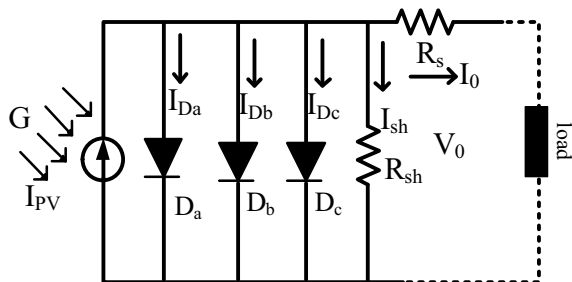 R_s
I_0
G
I_Da
I_Db
I_Dc
I_sh
V_0
load
I_PV
R_sh
D_a
D_b
D_c